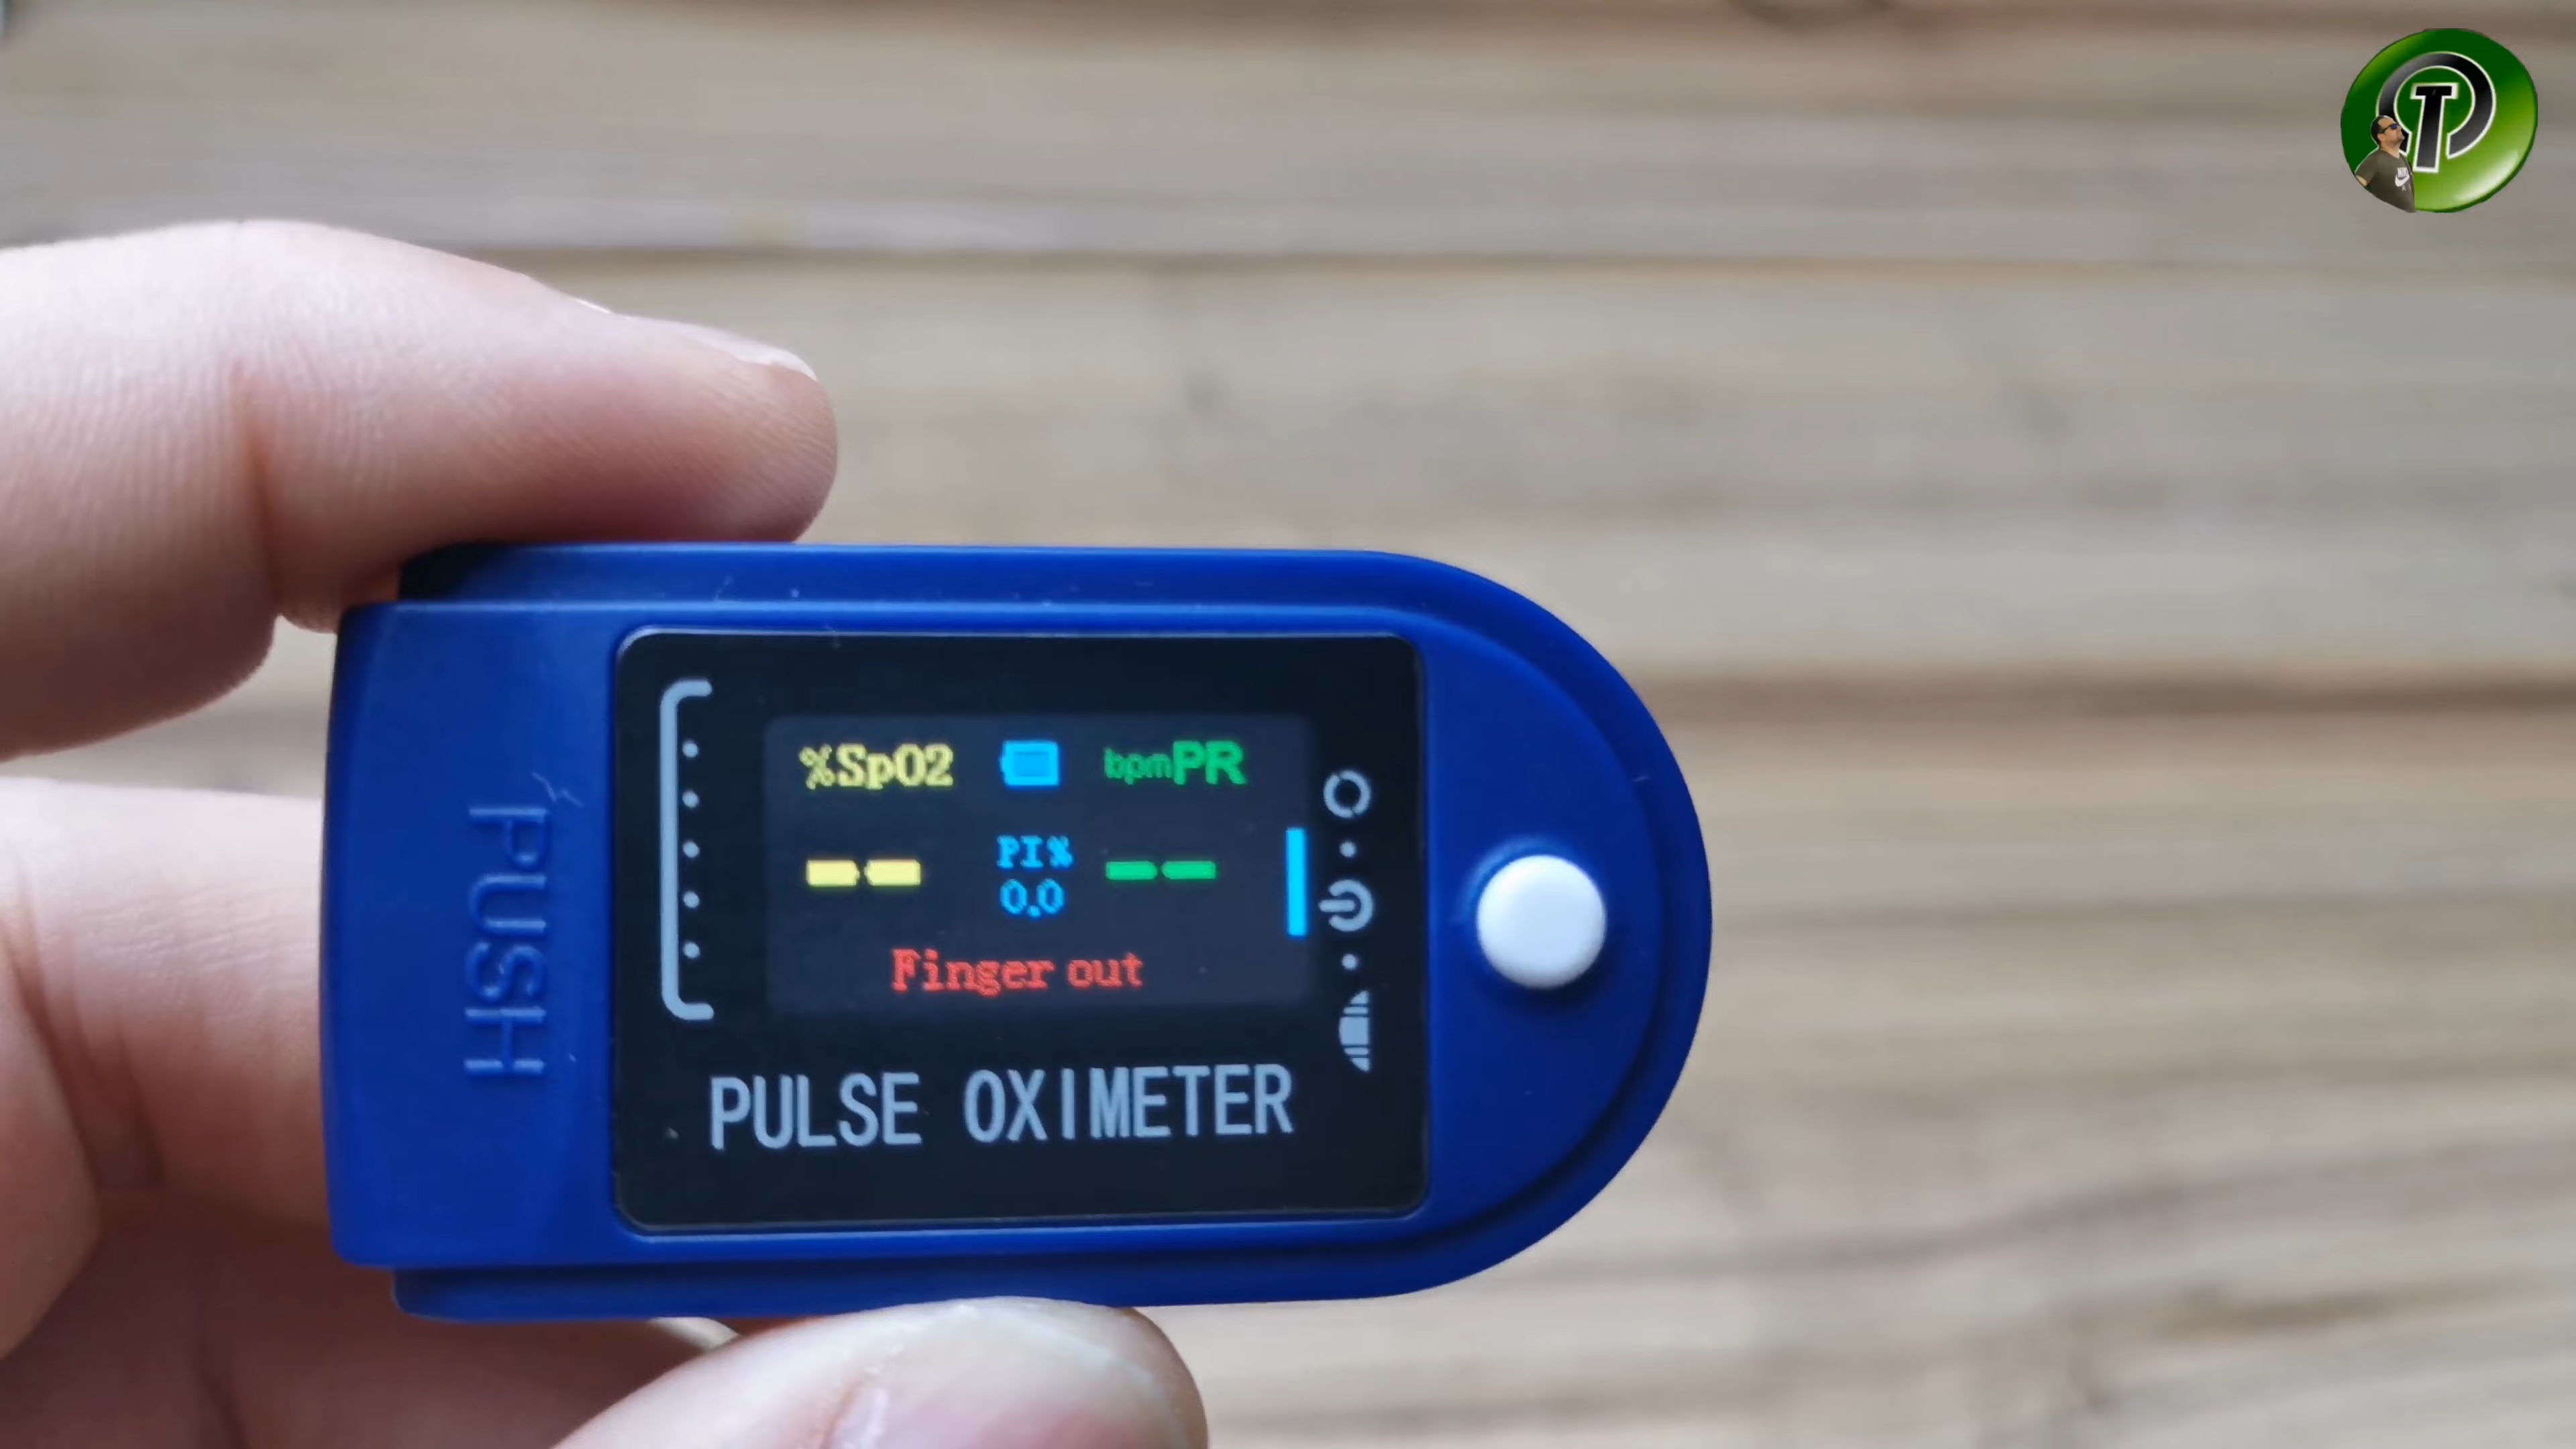 %SpO2 bpmPR
-- PI% --
0.0
Finger out
PULSE OXIMETER
PUSH